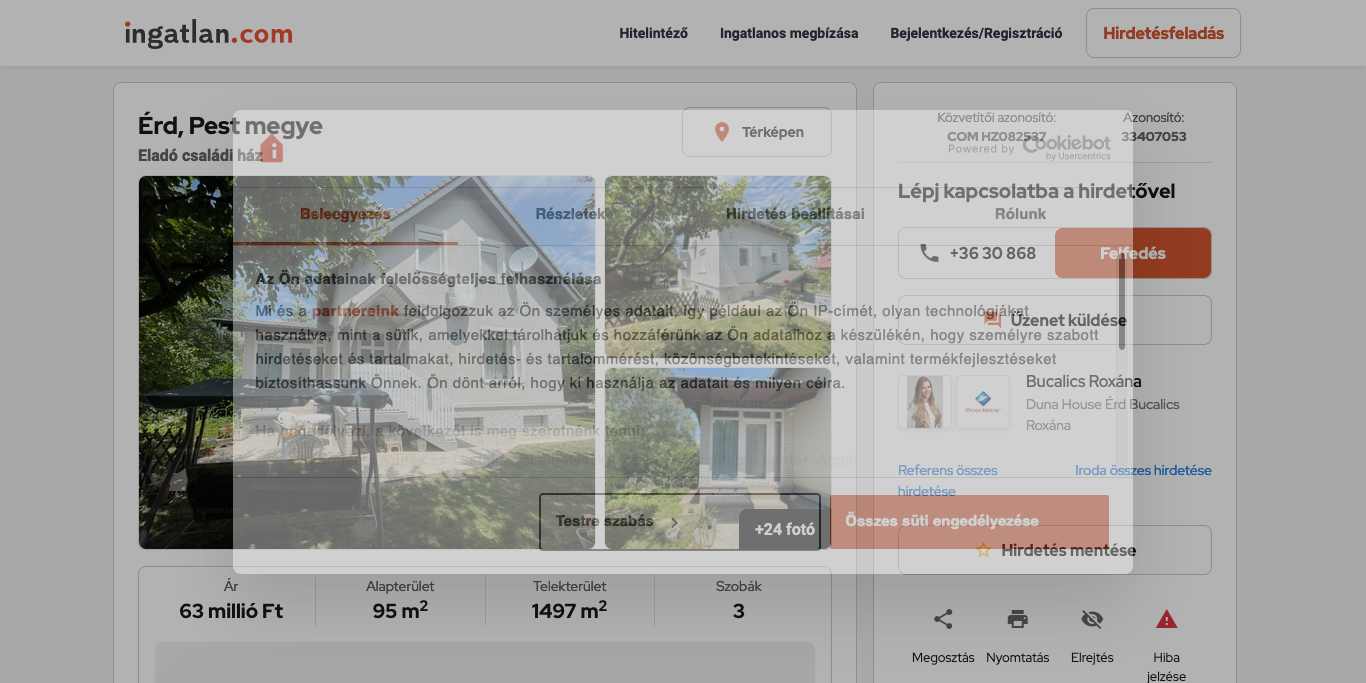 ingatlan.com
Hitelintéző
Ingatlanos megbízása
Bejelentkezés/Regisztráció
Hirdetésfeladás
Érd, Pest megye
Eladó családi ház
Térképen
Közvetítői azonosító:
COM HZ082537
Azonosító:
33407053
Powered by Cookiebot
by Usercentrics
Beleegyezés
Részletek
Hirdetés beállításai
Rólunk
Lépj kapcsolatba a hirdetővel
+36 30 868
Felfedés
Üzenet küldése
Az Ön adatainak felelősségteljes felhasználása
Mi és a partnereink feldolgozzuk az Ön személyes adatait, így például az Ön IP-címét, olyan technológiákat
használva, mint a sütik, amelyekkel tárolhatjuk és hozzáférünk az Ön adataihoz a készülékén, hogy személyre szabott
hirdetéseket és tartalmakat, hirdetés- és tartalommérést, közönségbetekintéseket, valamint termékfejlesztéseket
biztosíthassunk Önnek. Ön dönt arról, hogy ki használja az adatait és milyen célra.
Ha engedélyezi, a következőt is meg szeretnénk tenni:
Bucalics Roxána
Duna House Érd Bucalics
Roxána
DUNA HOUSE
Referens összes
hirdetése
Iroda összes hirdetése
Testre szabás
+24 fotó
Összes süti engedélyezése
Hirdetés mentése
Ár
63 millió Ft
Alapterület
95 m²
Telekterület
1497 m²
Szobák
3
Megosztás
Nyomtatás
Elrejtés
Hiba
jelzése